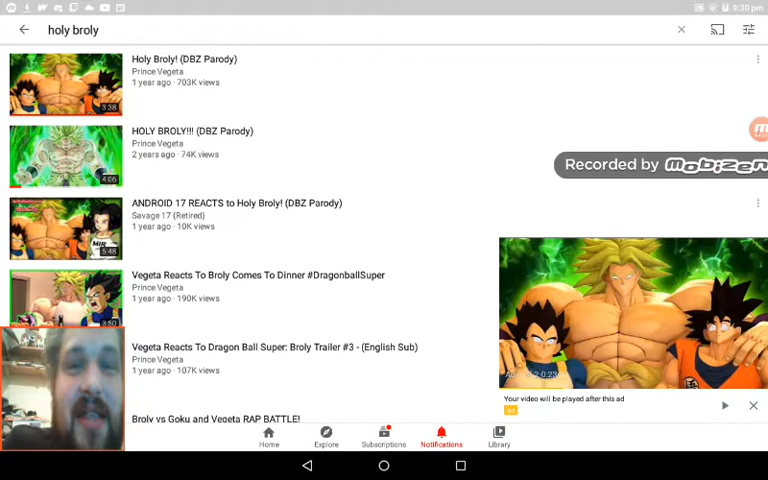 9:30 pm
holy broly
Holy Broly! (DBZ Parody)
Prince Vegeta
1 year ago · 703K views
3:38
HOLY BROLY!!! (DBZ Parody)
Prince Vegeta
2 years ago · 74K views
4:06
Recorded by mobizen
ANDROID 17 REACTS to Holy Broly! (DBZ Parody)
Savage 17 (Retired)
1 year ago · 10K views
5:48
Vegeta Reacts To Broly Comes To Dinner #DragonballSuper
Prince Vegeta
1 year ago · 190K views
Vegeta Reacts To Dragon Ball Super: Broly Trailer #3 - (English Sub)
Prince Vegeta
1 year ago · 107K views
Your video will be played after this ad
Ad
Broly vs Goku and Vegeta RAP BATTLE!
Home
Explore
Subscriptions
Notifications
Library